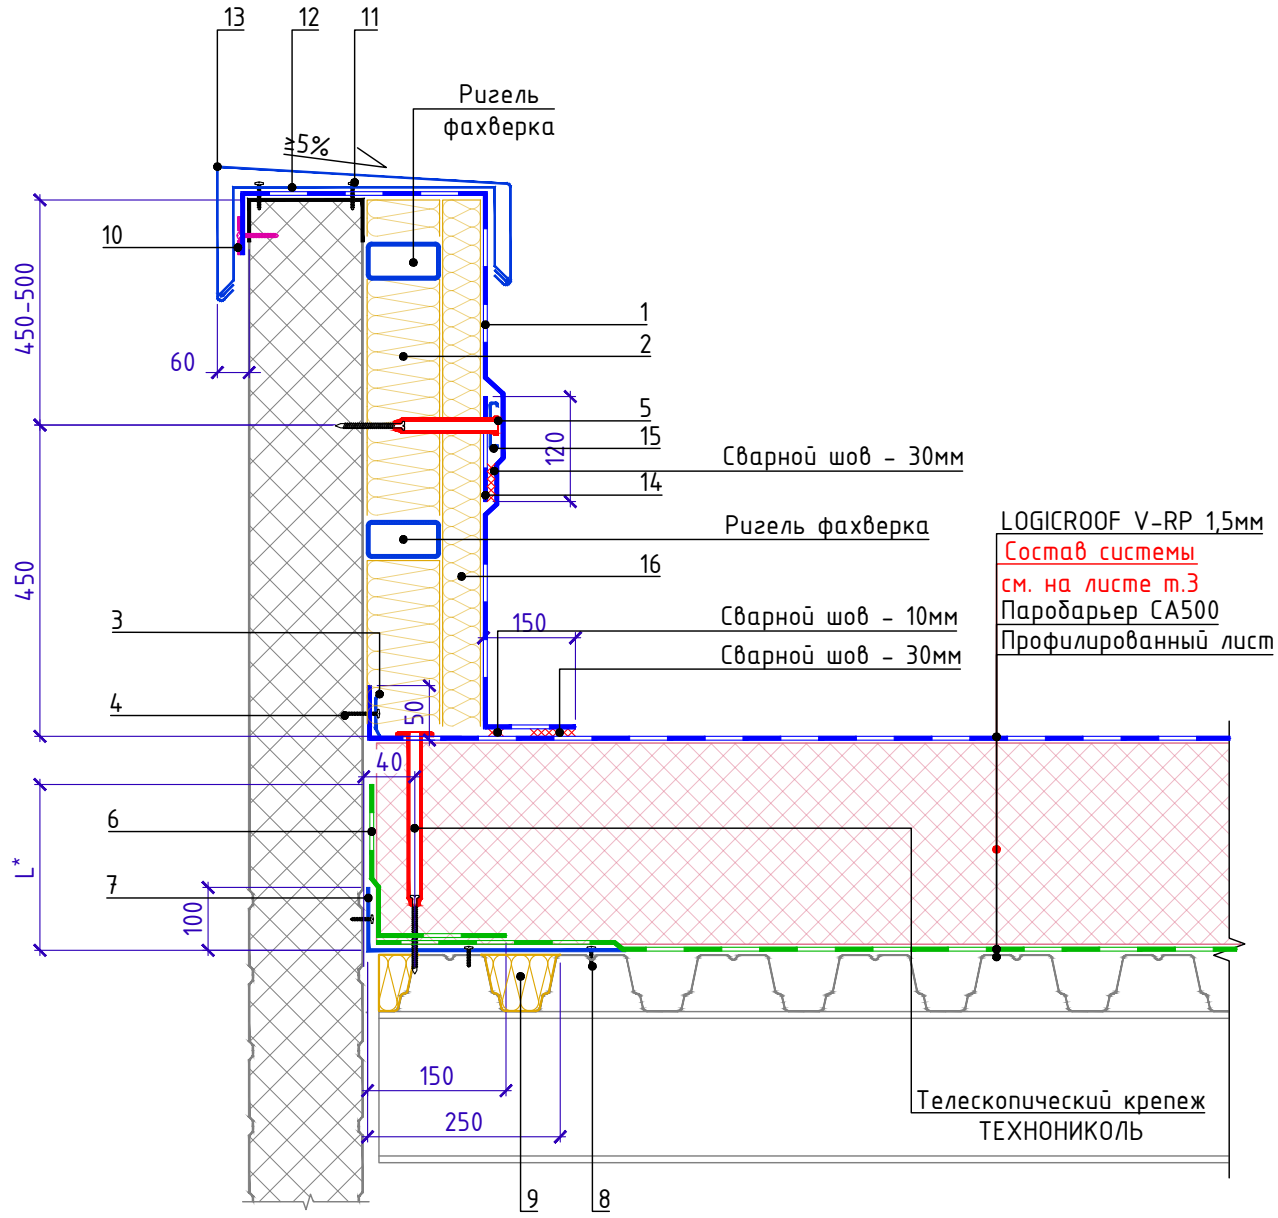 13
12
11
Ригель
фахверка
≥5%
10
450-500
60
1
2
5
15
120
Сварной шов - 30мм
14
Ригель фахверка
LOGICROOF V-RP 1,5мм
Состав системы
см. на листе т.3
Паробарьер СА500
Профилированный лист
16
450
3
150
Сварной шов - 10мм
Сварной шов - 30мм
4
50
40
6
L*
7
100
150
250
Телескопический крепеж
ТЕХНОНИКОЛЬ
9
8